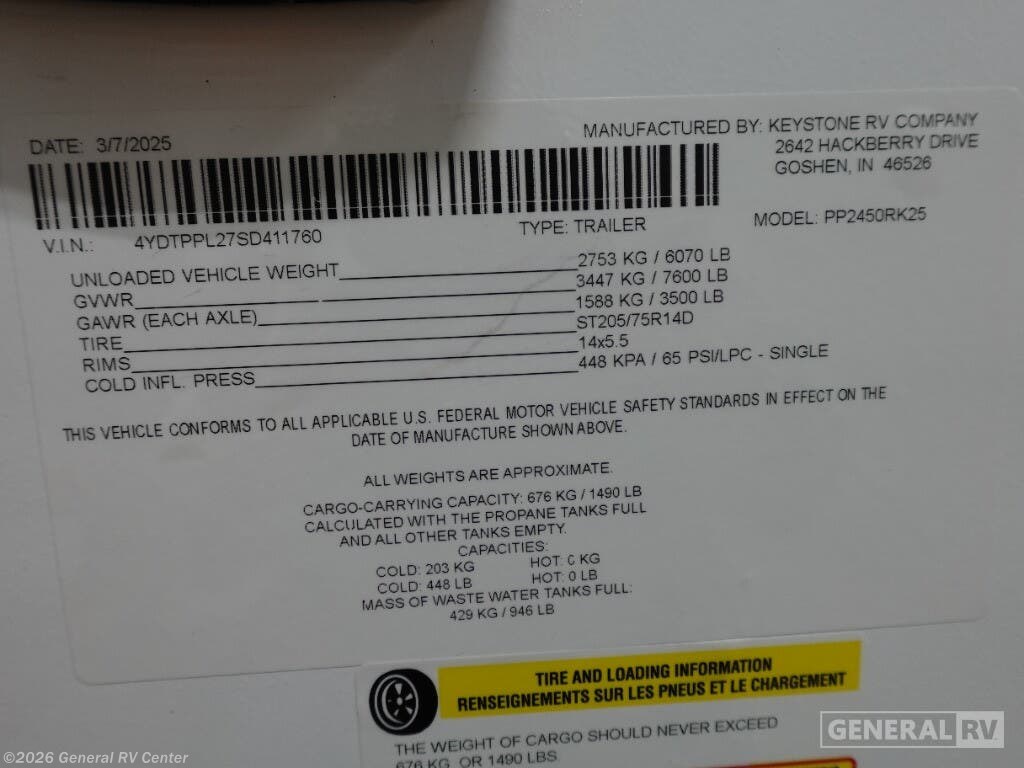 DATE: 3/7/2025
MANUFACTURED BY: KEYSTONE RV COMPANY
2642 HACKBERRY DRIVE
GOSHEN, IN 46526
V.I.N.: 4YDTPPL27SD411760
TYPE: TRAILER
MODEL: PP2450RK25
UNLOADED VEHICLE WEIGHT 2753 KG / 6070 LB
GVWR 3447 KG / 7600 LB
GAWR (EACH AXLE) 1588 KG / 3500 LB
TIRE ST205/75R14D
RIMS 14x5.5
COLD INFL. PRESS 448 KPA / 65 PSI/LPC - SINGLE
THIS VEHICLE CONFORMS TO ALL APPLICABLE U.S. FEDERAL MOTOR VEHICLE SAFETY STANDARDS IN EFFECT ON THE
DATE OF MANUFACTURE SHOWN ABOVE.
ALL WEIGHTS ARE APPROXIMATE.
CARGO-CARRYING CAPACITY: 676 KG / 1490 LB
CALCULATED WITH THE PROPANE TANKS FULL
AND ALL OTHER TANKS EMPTY.
CAPACITIES:
COLD: 203 KG HOT: 0 KG
COLD: 448 LB HOT: 0 LB
MASS OF WASTE WATER TANKS FULL:
429 KG / 946 LB
TIRE AND LOADING INFORMATION
RENSEIGNEMENTS SUR LES PNEUS ET LE CHARGEMENT
THE WEIGHT OF CARGO SHOULD NEVER EXCEED
676 KG OR 1490 LBS
GENERAL RV
©2026 General RV Center